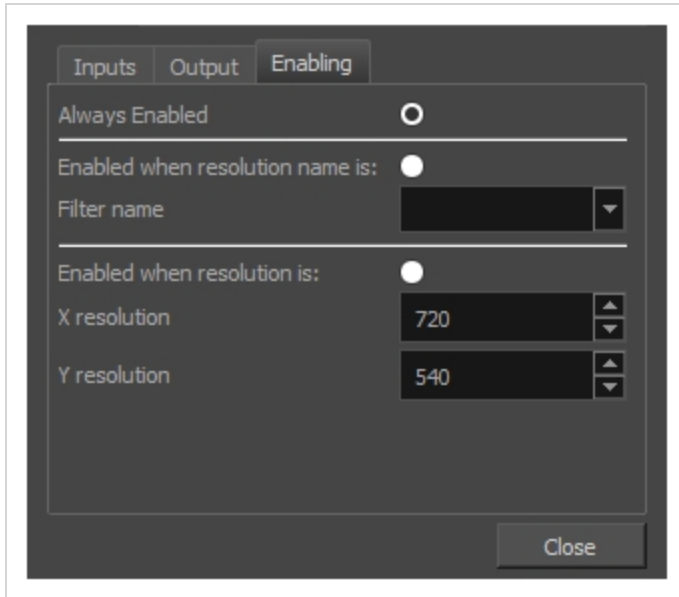 Inputs Output Enabling
Always Enabled
Enabled when resolution name is:
Filter name
Enabled when resolution is:
X resolution 720
Y resolution 540
Close